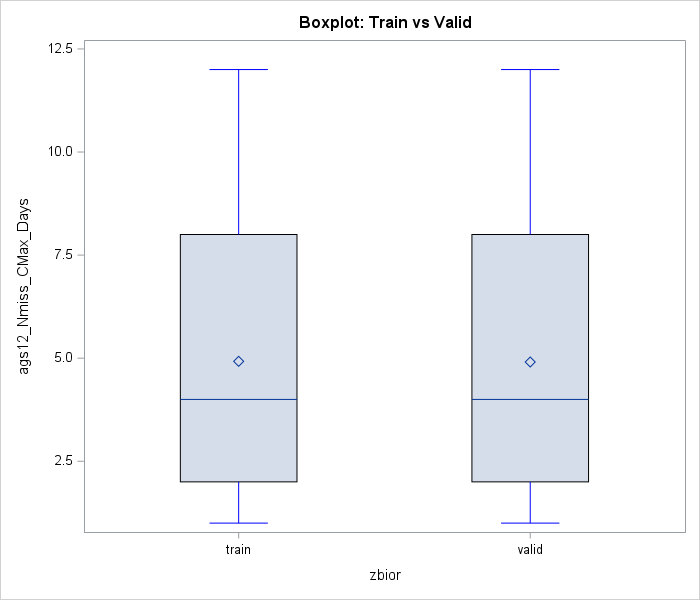 Boxplot: Train vs Valid
12.5
10.0
7.5
5.0
2.5
ags12_Nmiss_CMax_Days
train
valid
zbior